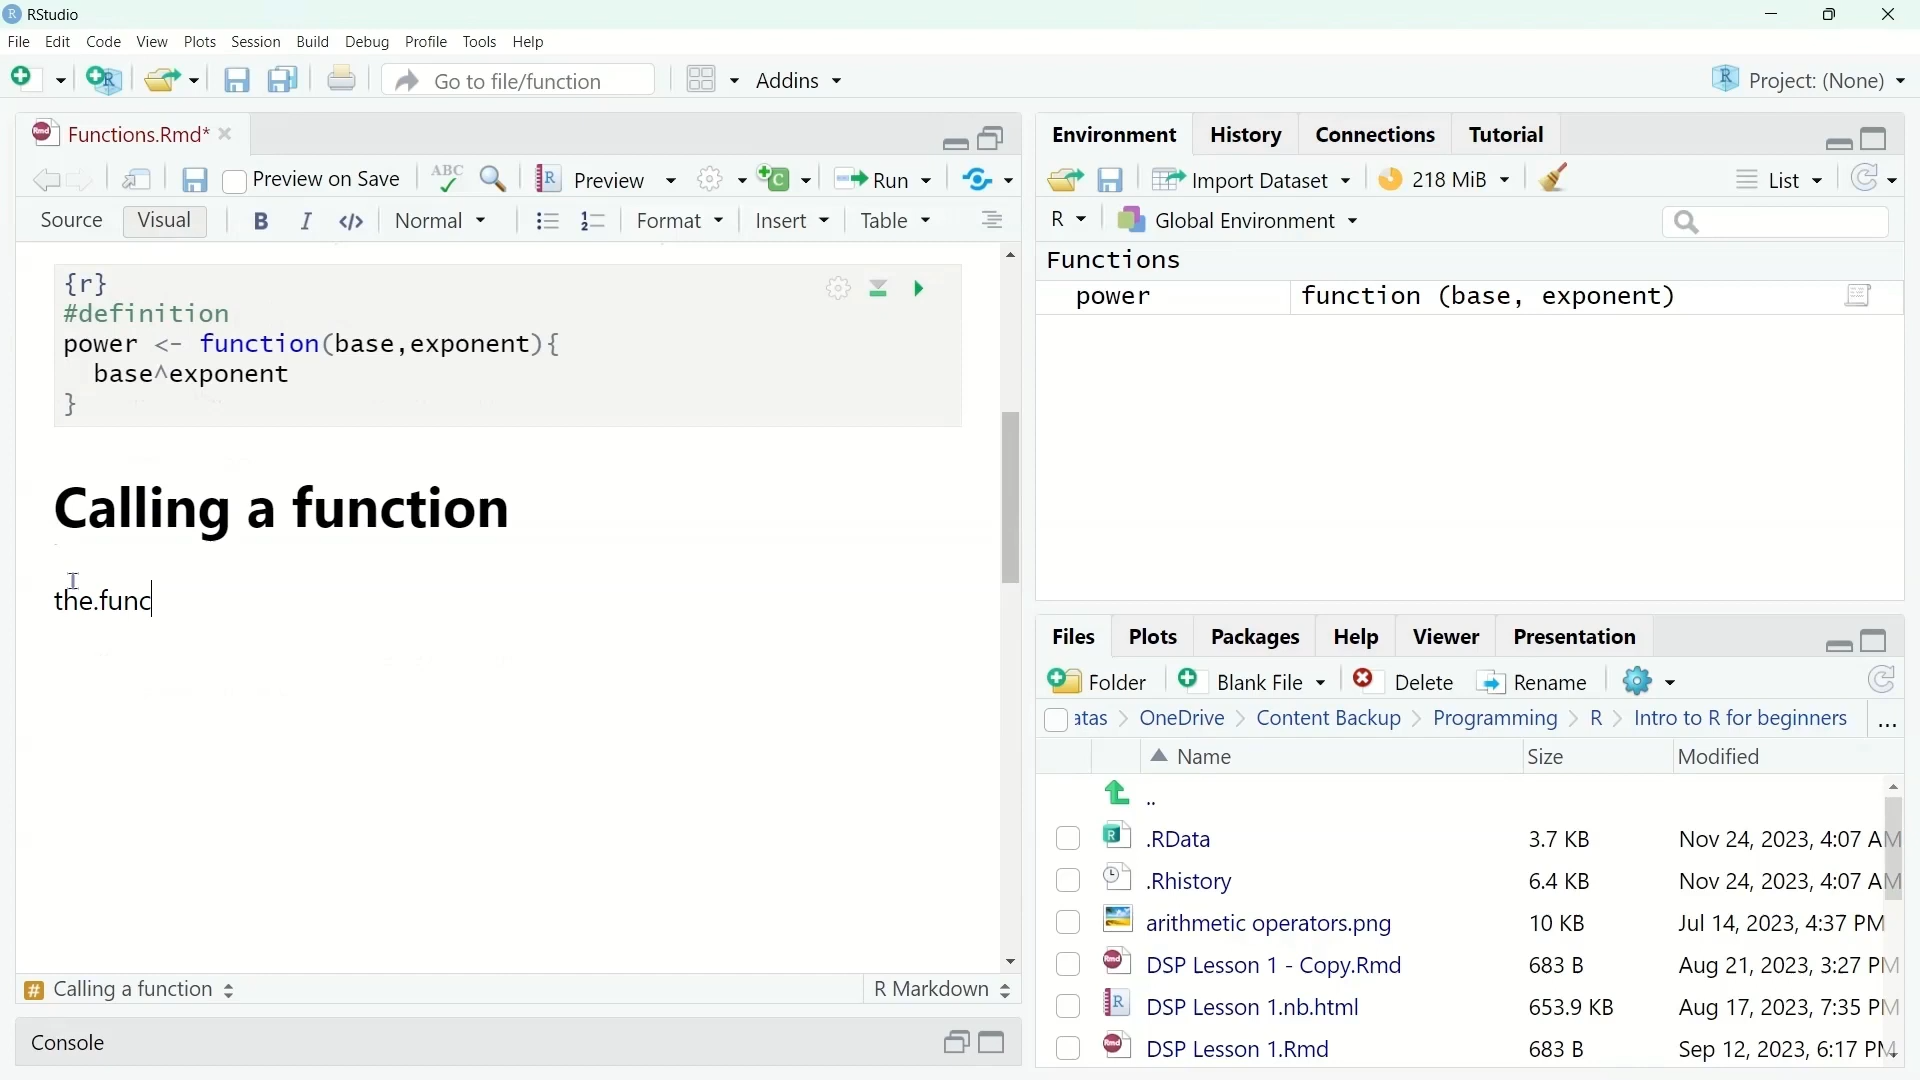 RStudio
File Edit Code View Plots Session Build Debug Profile Tools Help
Go to file/function
Addins
Project: (None)
Functions.Rmd*
Preview on Save
ABC
Preview
Run
Source Visual B I </> Normal Format Insert Table
{r}
#definition
power <- function(base,exponent){
base^exponent
}
Calling a function
the.func
# Calling a function
R Markdown
Console
Environment History Connections Tutorial
Import Dataset 218 MiB List
R Global Environment
Functions
power function (base, exponent)
Files Plots Packages Help Viewer Presentation
Folder Blank File Delete Rename
atas > OneDrive > Content Backup > Programming > R > Intro to R for beginners ...
Name Size Modified
..
.RData 3.7 KB Nov 24, 2023, 4:07 AM
.Rhistory 6.4 KB Nov 24, 2023, 4:07 AM
arithmetic operators.png 10 KB Jul 14, 2023, 4:37 PM
DSP Lesson 1 - Copy.Rmd 683 B Aug 21, 2023, 3:27 PM
DSP Lesson 1.nb.html 653.9 KB Aug 17, 2023, 7:35 PM
DSP Lesson 1.Rmd 683 B Sep 12, 2023, 6:17 PM